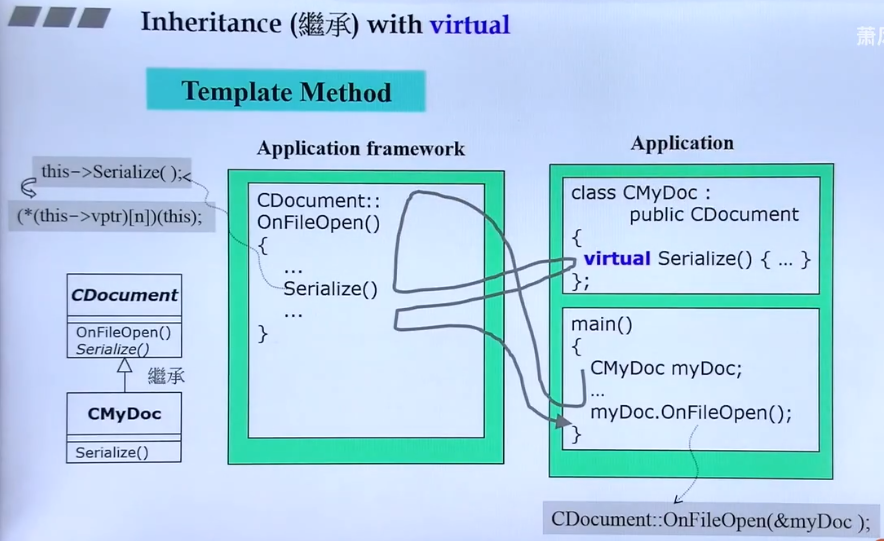 Inheritance (繼承) with virtual
Template Method
Application framework
Application
this->Serialize( );
(*(this->vptr)[n])(this);
CDocument::
OnFileOpen()
{
...
Serialize()
...
}
class CMyDoc :
public CDocument
{
virtual Serialize() { ... }
};
main()
{
CMyDoc myDoc;
...
myDoc.OnFileOpen();
}
CDocument
OnFileOpen()
Serialize()
繼承
CMyDoc
Serialize()
CDocument::OnFileOpen(&myDoc );
萧